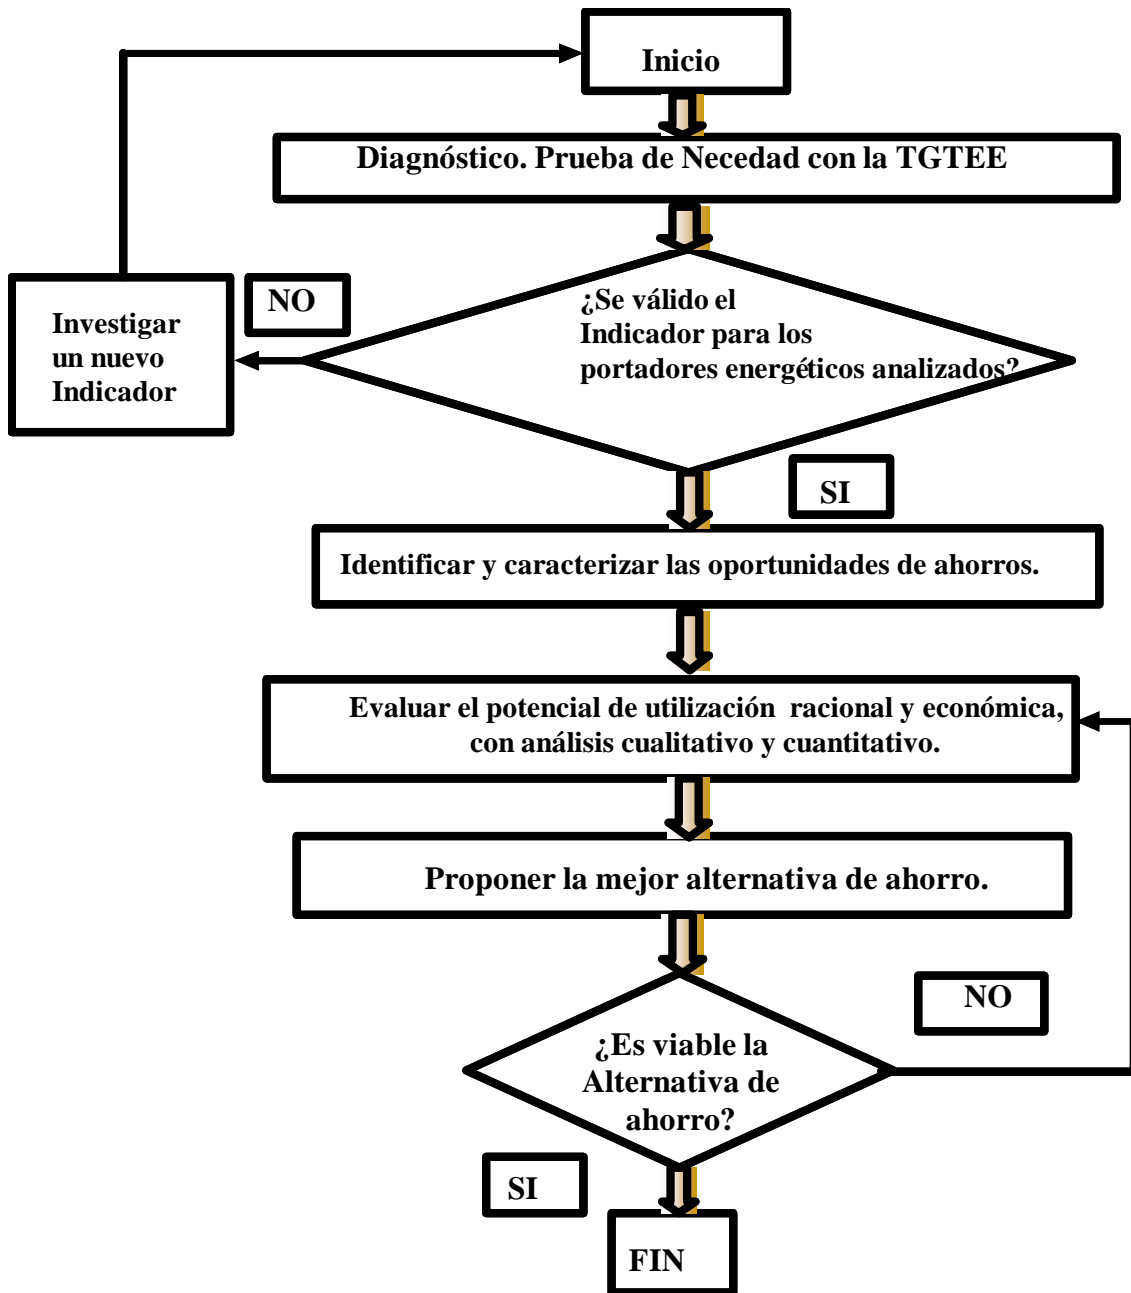 Inicio
Diagnóstico. Prueba de Necedad con la TGTEE
NO
¿Se válido el
Indicador para los
portadores energéticos analizados?
Investigar
un nuevo
Indicador
SI
Identificar y caracterizar las oportunidades de ahorros.
Evaluar el potencial de utilización racional y económica,
con análisis cualitativo y cuantitativo.
Proponer la mejor alternativa de ahorro.
NO
¿Es viable la
Alternativa de
ahorro?
SI
FIN